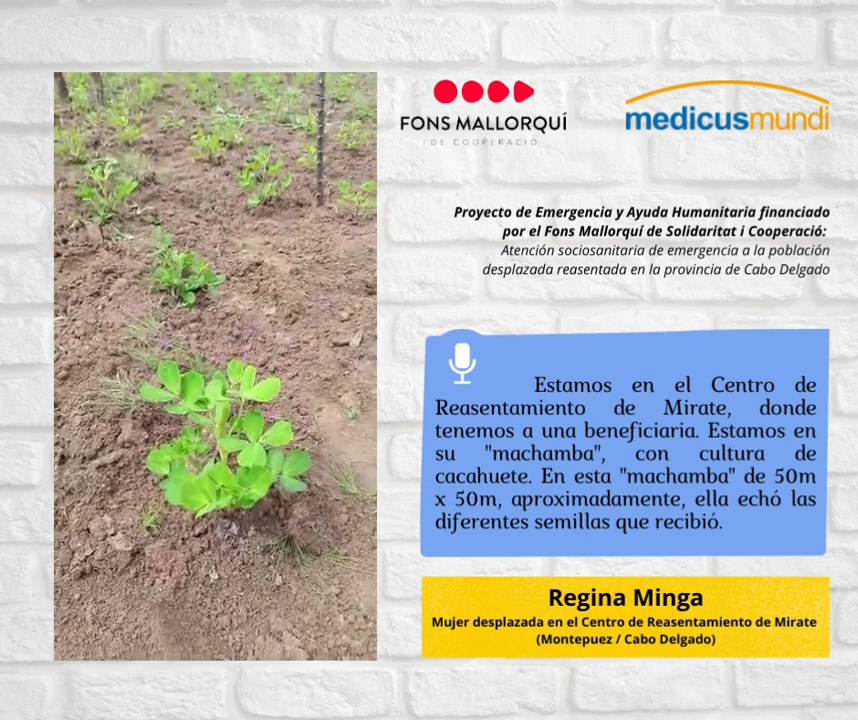 FONS MALLORQUÍ
DE COOPERACIÓ
medicusmundi
Proyecto de Emergencia y Ayuda Humanitaria financiado
por el Fons Mallorquí de Solidaritat i Cooperació:
Atención sociosanitaria de emergencia a la población
desplazada reasentada en la provincia de Cabo Delgado
Estamos en el Centro de
Reasentamiento de Mirate, donde
tenemos a una beneficiaria. Estamos en
su "machamba", con cultura de
cacahuete. En esta "machamba" de 50m
x 50m, aproximadamente, ella echó las
diferentes semillas que recibió.
Regina Minga
Mujer desplazada en el Centro de Reasentamiento de Mirate
(Montepuez / Cabo Delgado)